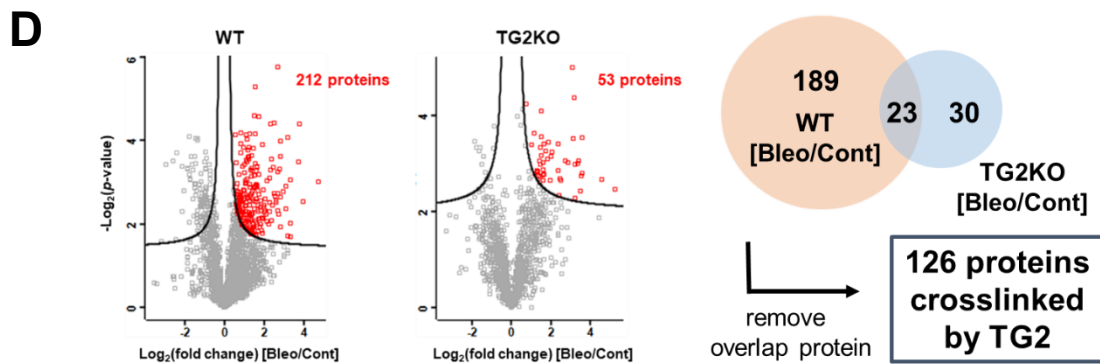 D
WT
212 proteins
-Log2(p-value)
6
4
2
0
-2 0 2 4
Log2(fold change) [Bleo/Cont]
TG2KO
53 proteins
4
2
0
-2 0 2 4
Log2(fold change) [Bleo/Cont]
189
WT
[Bleo/Cont]
23
30
TG2KO
[Bleo/Cont]
remove
overlap protein
126 proteins
crosslinked
by TG2